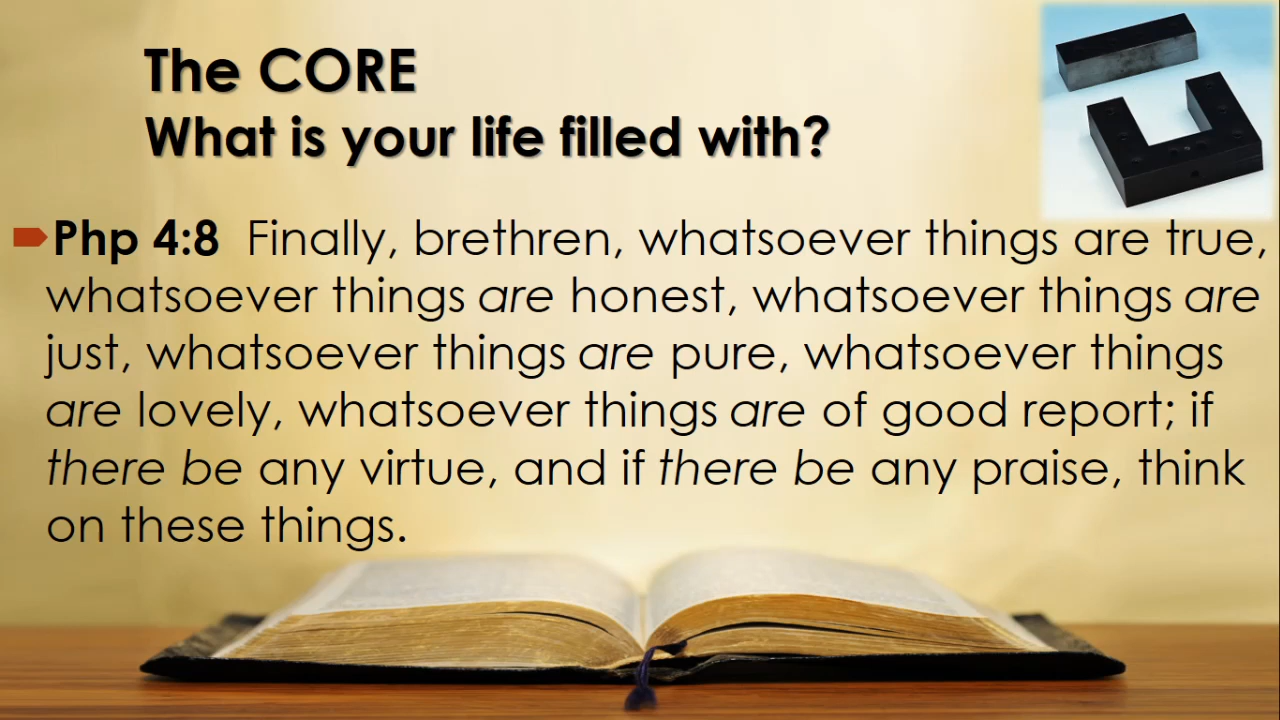 The CORE
What is your life filled with?
Php 4:8 Finally, brethren, whatsoever things are true,
whatsoever things are honest, whatsoever things are
just, whatsoever things are pure, whatsoever things
are lovely, whatsoever things are of good report; if
there be any virtue, and if there be any praise, think
on these things.